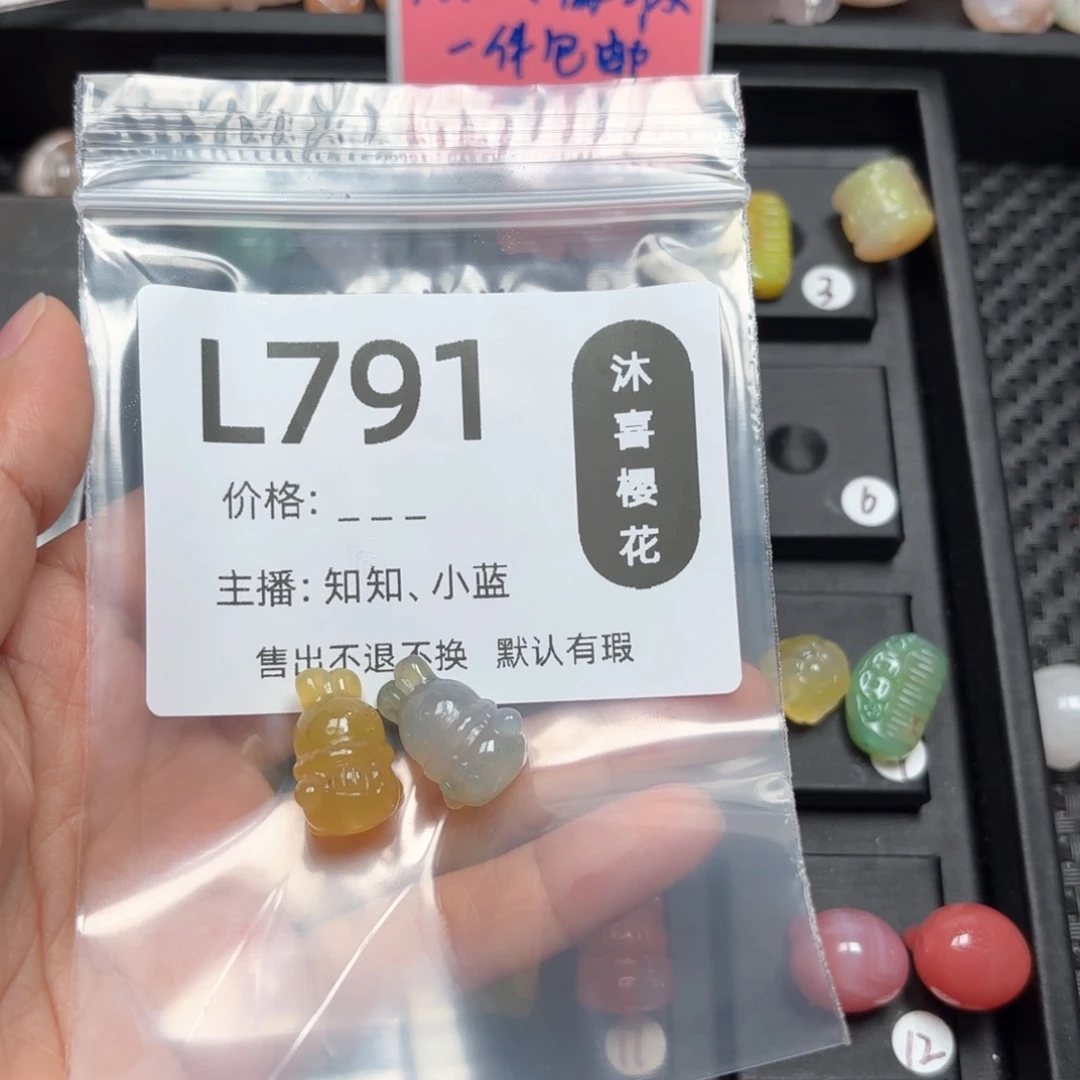 一件包邮
L791
沐喜樱花
价格: _ _ _
主播: 知知、小蓝
售出不退不换 默认有瑕
3
6
12